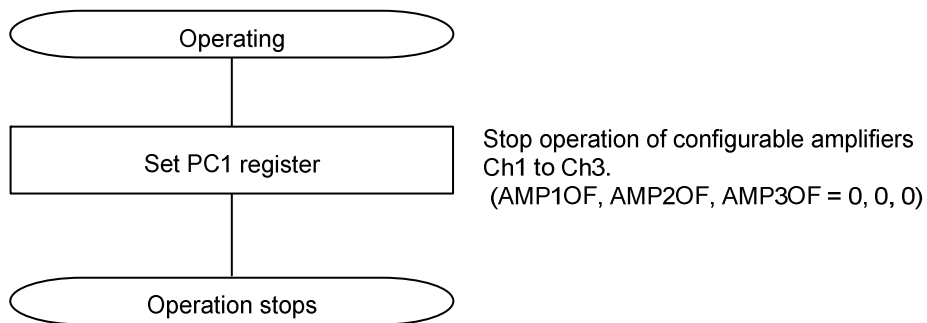 Operating
Set PC1 register
Stop operation of configurable amplifiers
Ch1 to Ch3.
(AMP1OF, AMP2OF, AMP3OF = 0, 0, 0)
Operation stops